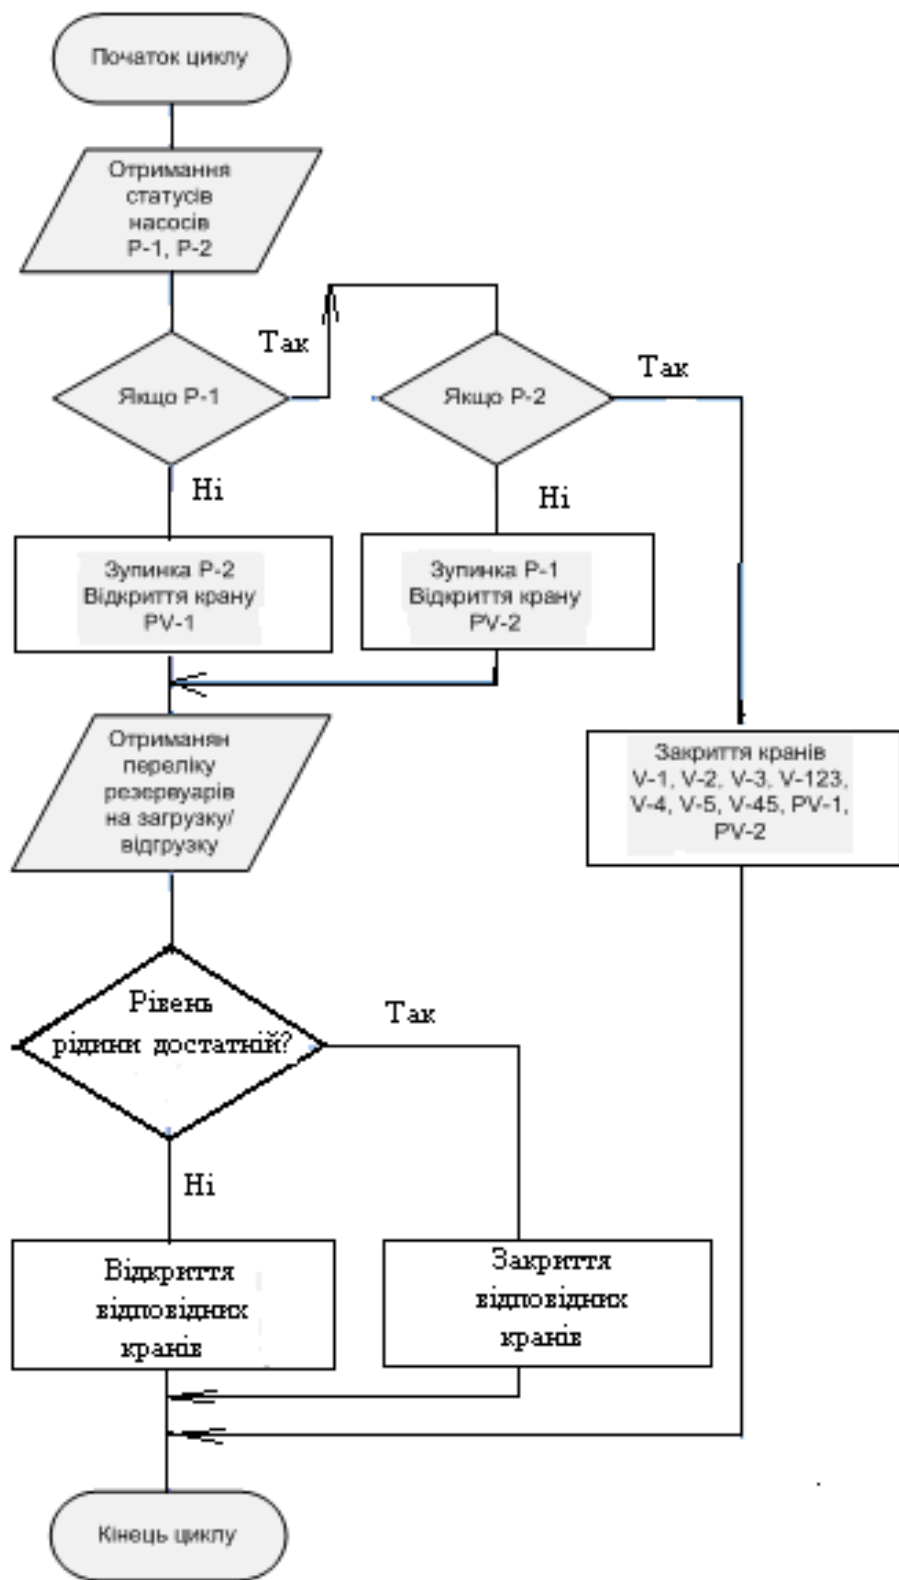 Початок циклу
Отримання
статусів
насосів
P-1, P-2
Так
Якщо P-1
Якщо P-2
Так
Ні
Ні
Зупинка P-2
Відкриття крану
PV-1
Зупинка P-1
Відкриття крану
PV-2
Отриманян
переліку
резервуарів
на загрузку/
відгрузку
Закриття кранів
V-1, V-2, V-3, V-123,
V-4, V-5, V-45, PV-1,
PV-2
Рівень
рідини достатній?
Так
Ні
Відкриття
відповідних
кранів
Закриття
відповідних
кранів
Кінець циклу